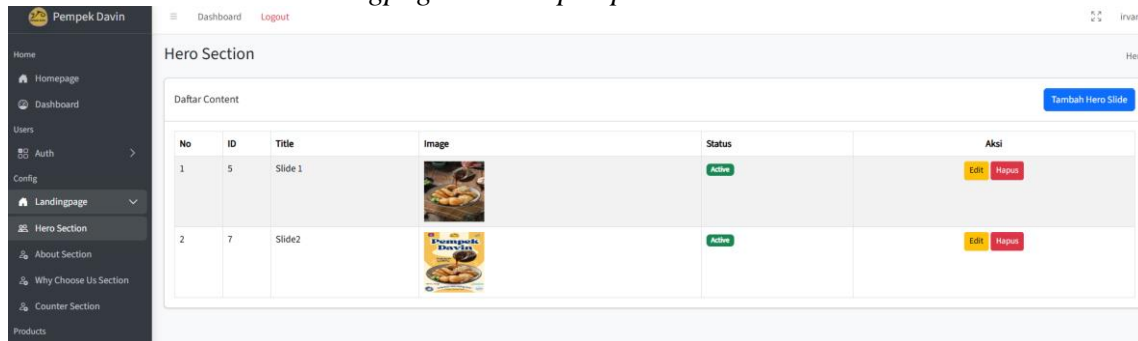 Pempek Davin
Dashboard Logout
Home
Homepage
Dashboard
Users
Auth
Config
Landingpage
Hero Section
About Section
Why Choose Us Section
Counter Section
Products
Hero Section
Daftar Content
Tambah Hero Slide
No ID Title Image Status Aksi
1 5 Slide 1 Active Edit Hapus
2 7 Slide2 Active Edit Hapus
Pempek
Davin